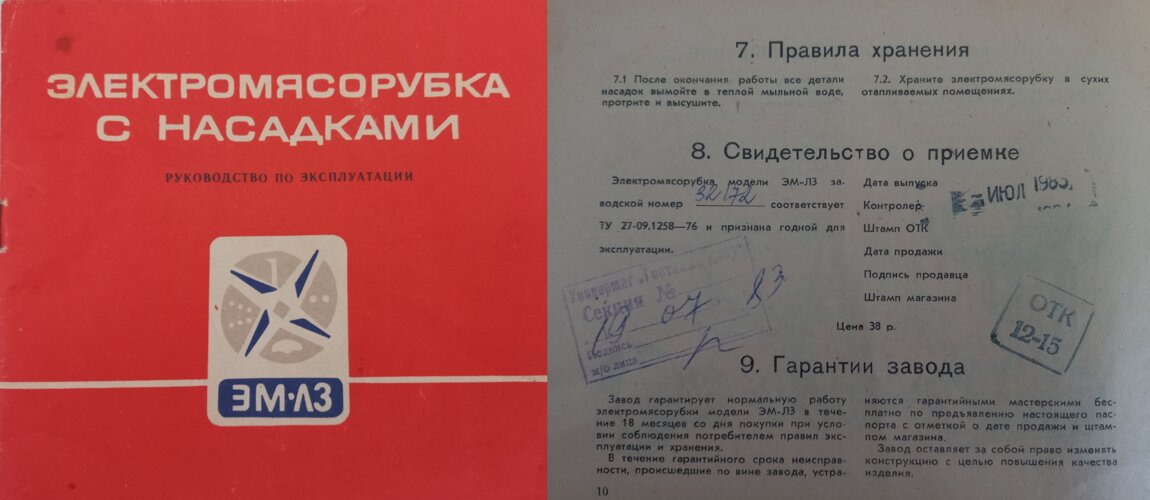 ЭЛЕКТРОМЯСОРУБКА
С НАСАДКАМИ
РУКОВОДСТВО ПО ЭКСПЛУАТАЦИИ
ЭМ-ЛЗ
7. Правила хранения
7.1 После окончания работы все детали
насадок вымойте в теплой мыльной воде,
протрите и высушите.
7.2. Храните электромясорубку в сухих
отапливаемых помещениях.
8. Свидетельство о приемке
Электромясорубка модели ЭМ-ЛЗ за-
водской номер 32172 соответствует
ТУ 27-09.1258—76 и признана годной для
эксплуатации.
Дата выпуска
ИЮЛ 1983
Контролер
Штамп ОТК
Дата продажи
Подпись продавца
Штамп магазина
Цена 38 р.
Универмаг
Секция №
19 07 83
Подпись
м/о лица
ОТК
12-15
9. Гарантии завода
Завод гарантирует нормальную работу
электромясорубки модели ЭМ-ЛЗ в тече-
ние 18 месяцев со дня покупки при усло-
вии соблюдения потребителем правил экс-
плуатации и хранения.
В течение гарантийного срока неисправ-
ности, происшедшие по вине завода, устра-
няются гарантийными мастерскими бес-
платно по предъявлению настоящего пас-
порта с отметкой о дате продажи и штам-
пом магазина.
Завод оставляет за собой право изменять
конструкцию с целью повышения качества
изделия.
10